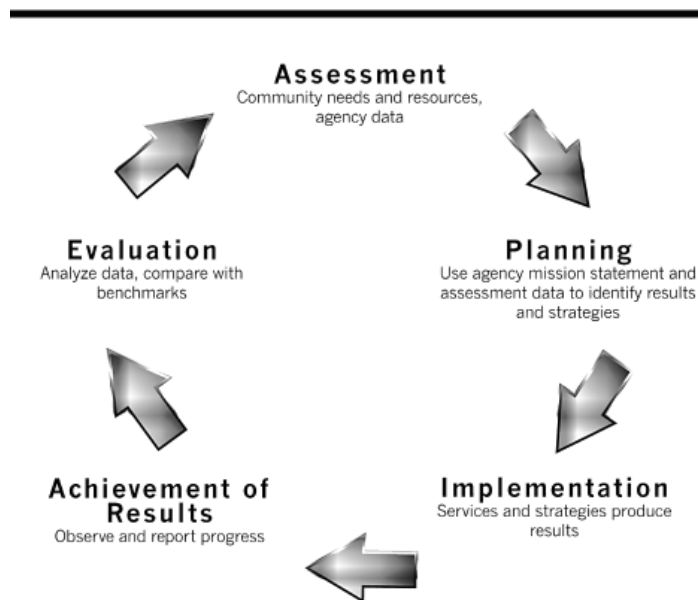 Assessment
Community needs and resources,
agency data
Evaluation
Analyze data, compare with
benchmarks
Planning
Use agency mission statement and
assessment data to identify results
and strategies
Achievement of
Results
Observe and report progress
Implementation
Services and strategies produce
results